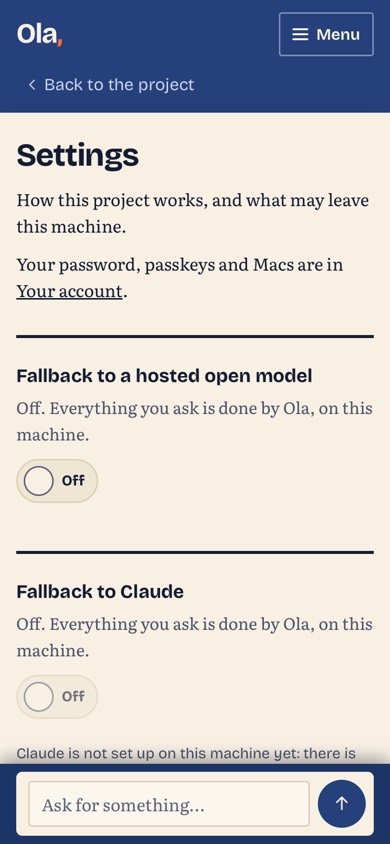 Ola,
Menu
Back to the project
Settings
How this project works, and what may leave
this machine.
Your password, passkeys and Macs are in
Your account.
Fallback to a hosted open model
Off. Everything you ask is done by Ola, on this
machine.
Off
Fallback to Claude
Off. Everything you ask is done by Ola, on this
machine.
Off
Claude is not set up on this machine yet: there is
Ask for something...